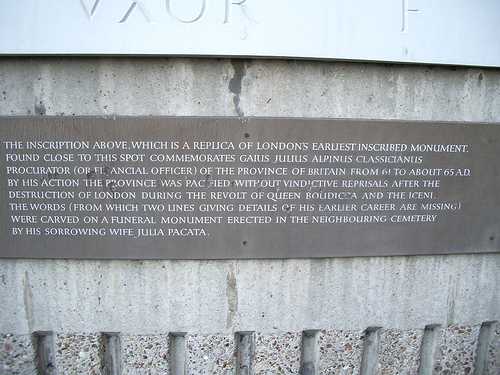 VXOR F
THE INSCRIPTION ABOVE, WHICH IS A REPLICA OF LONDON'S EARLIEST INSCRIBED MONUMENT,
FOUND CLOSE TO THIS SPOT COMMEMORATES GAIUS JULIUS ALPINUS CLASSICIANUS
PROCURATOR (OR FINANCIAL OFFICER) OF THE PROVINCE OF BRITAIN FROM 61 TO ABOUT 65 A.D.
BY HIS ACTION THE PROVINCE WAS PACIFIED WITHOUT VINDICTIVE REPRISALS AFTER THE
DESTRUCTION OF LONDON DURING THE REVOLT OF QUEEN BOUDICCA AND THE ICENI.
THE WORDS (FROM WHICH TWO LINES GIVING DETAILS OF HIS EARLIER CAREER ARE MISSING)
WERE CARVED ON A FUNERAL MONUMENT ERECTED IN THE NEIGHBOURING CEMETERY
BY HIS SORROWING WIFE, JULIA PACATA.